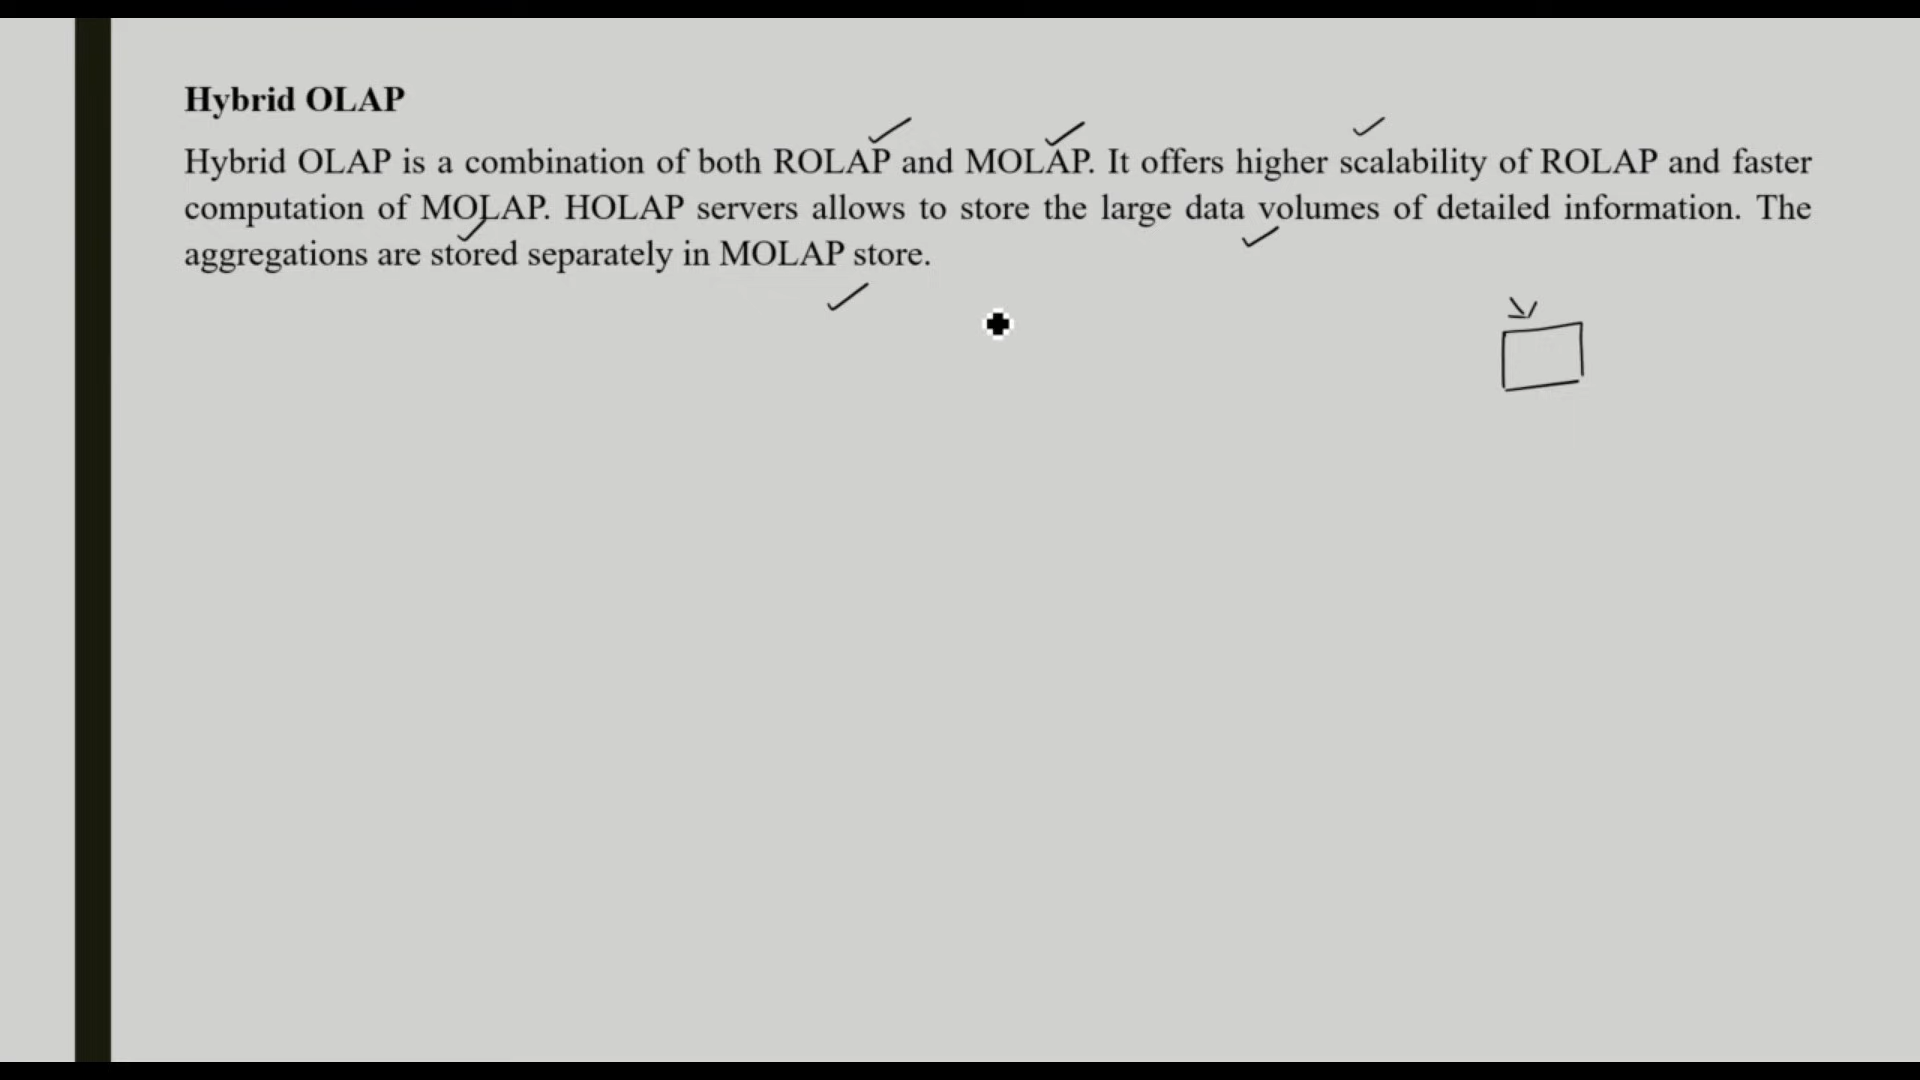 Hybrid OLAP
Hybrid OLAP is a combination of both ROLAP and MOLAP. It offers higher scalability of ROLAP and faster
computation of MOLAP. HOLAP servers allows to store the large data volumes of detailed information. The
aggregations are stored separately in MOLAP store.